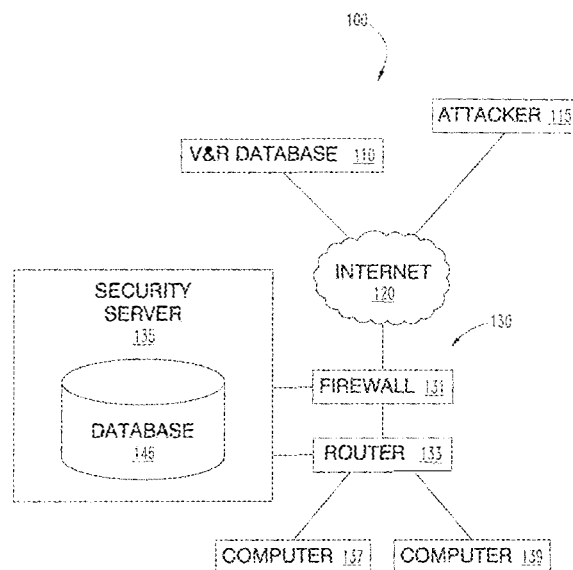 100
ATTACKER 115
V&R DATABASE 110
INTERNET
120
130
SECURITY
SERVER
135
FIREWALL 131
DATABASE
146
ROUTER 133
COMPUTER 137
COMPUTER 139